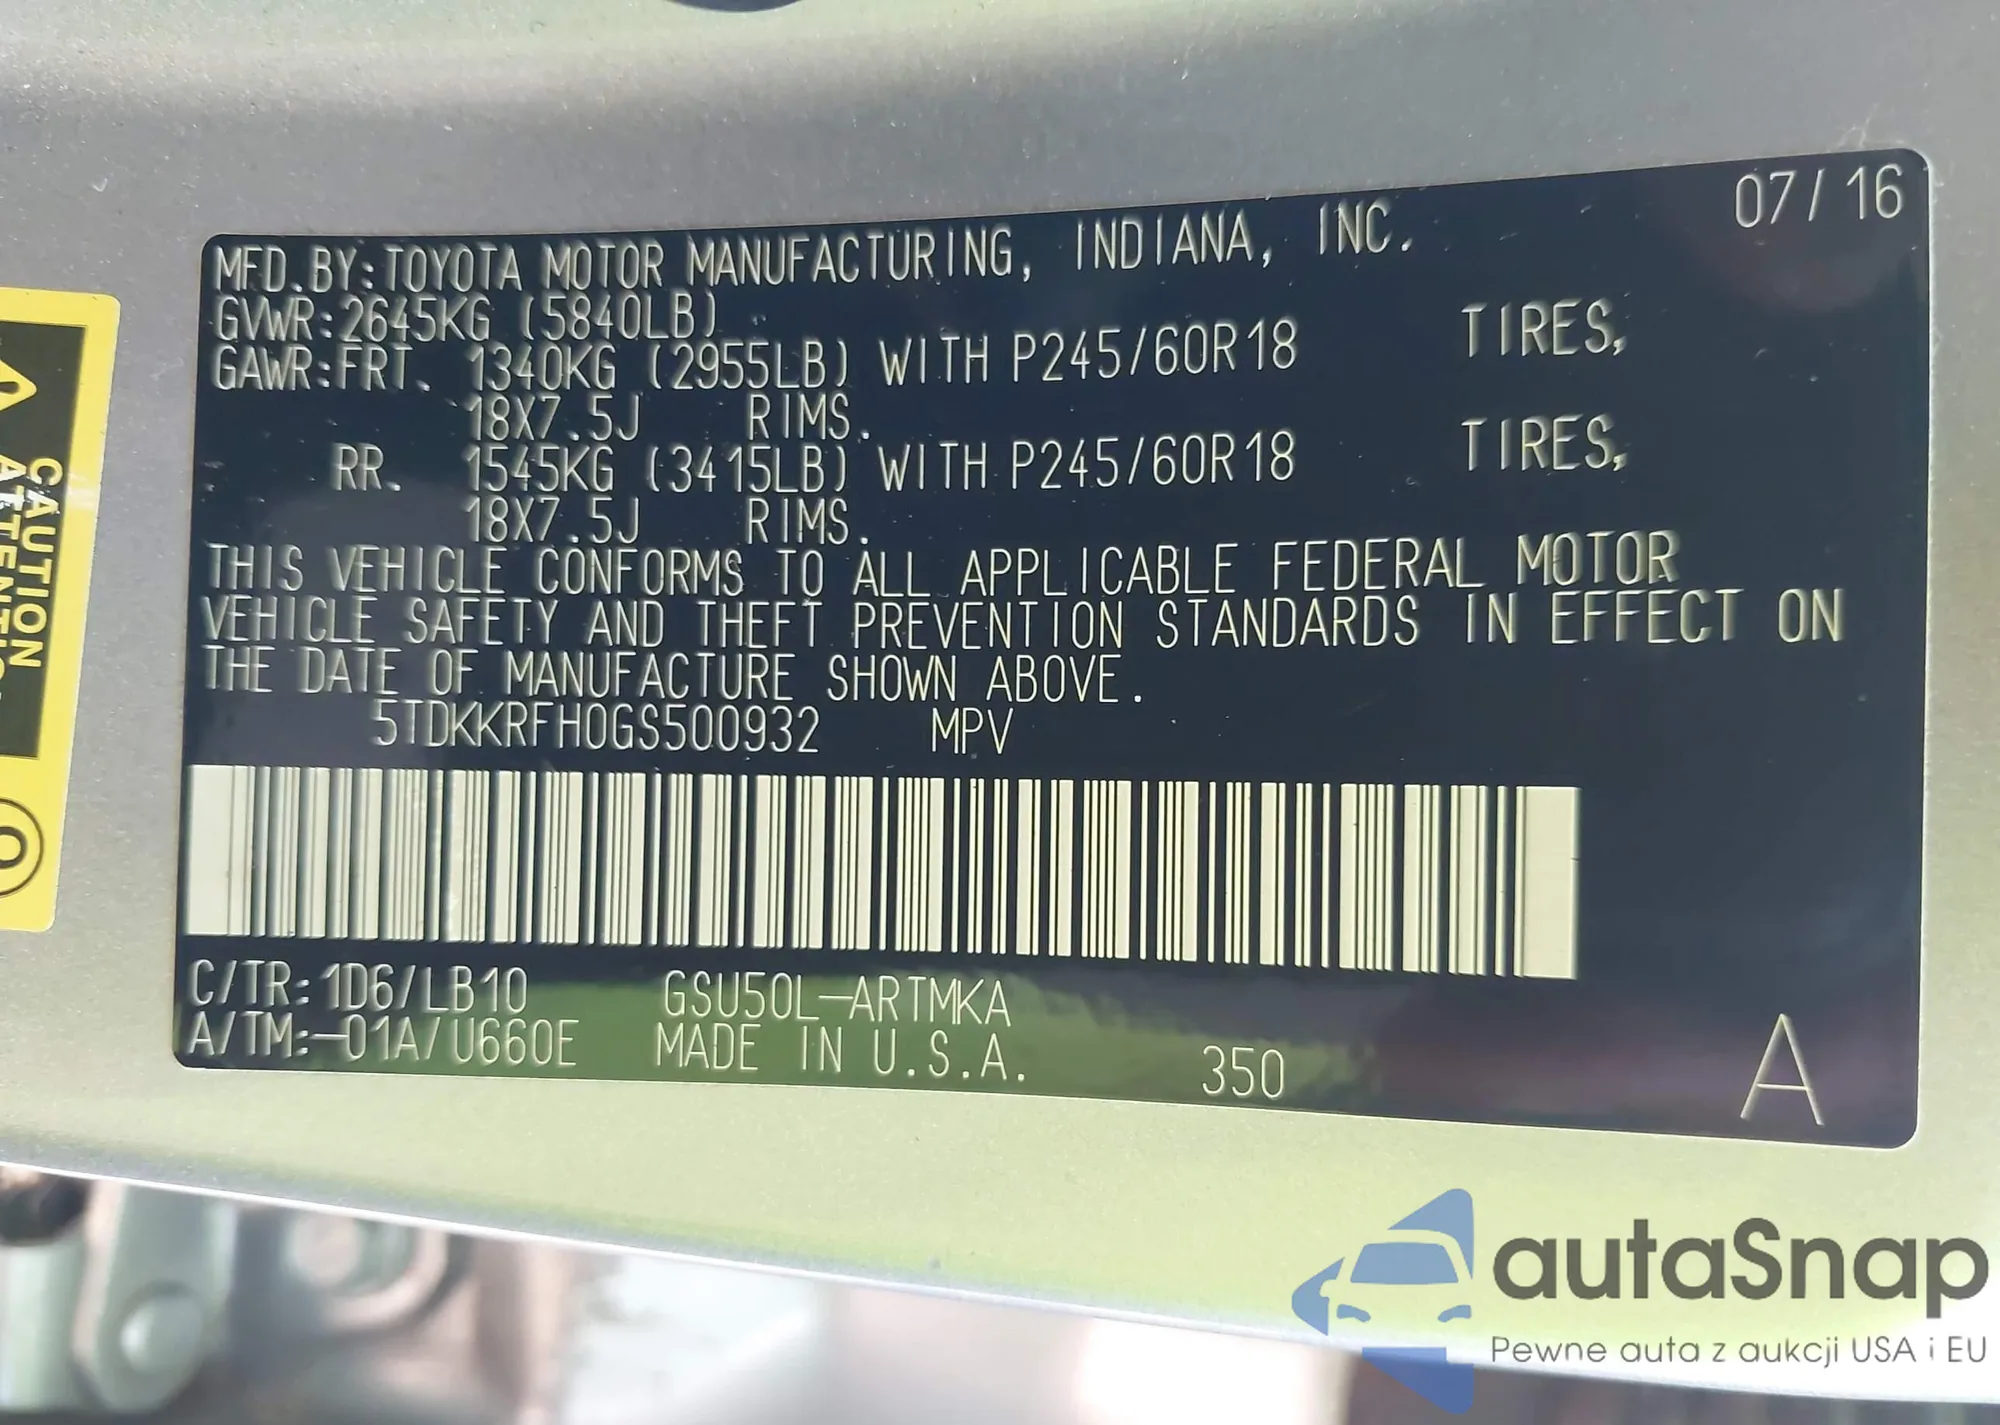 07/16
MFD.BY:TOYOTA MOTOR MANUFACTURING, INDIANA, INC.
GVWR:2645KG (5840LB)
GAWR:FRT. 1340KG (2955LB) WITH P245/60R18 TIRES,
18X7.5J RIMS.
RR. 1545KG (3415LB) WITH P245/60R18 TIRES,
18X7.5J RIMS.
THIS VEHICLE CONFORMS TO ALL APPLICABLE FEDERAL MOTOR
VEHICLE SAFETY AND THEFT PREVENTION STANDARDS IN EFFECT ON
THE DATE OF MANUFACTURE SHOWN ABOVE.
5TDKKRFH0GS500932 MPV
C/TR:1D6/LB10 GSU50L-ARTMKA
A/TM:-01A/U660E MADE IN U.S.A. 350 A
CAUTION
autaSnap
Pewne auta z aukcji USA i EU